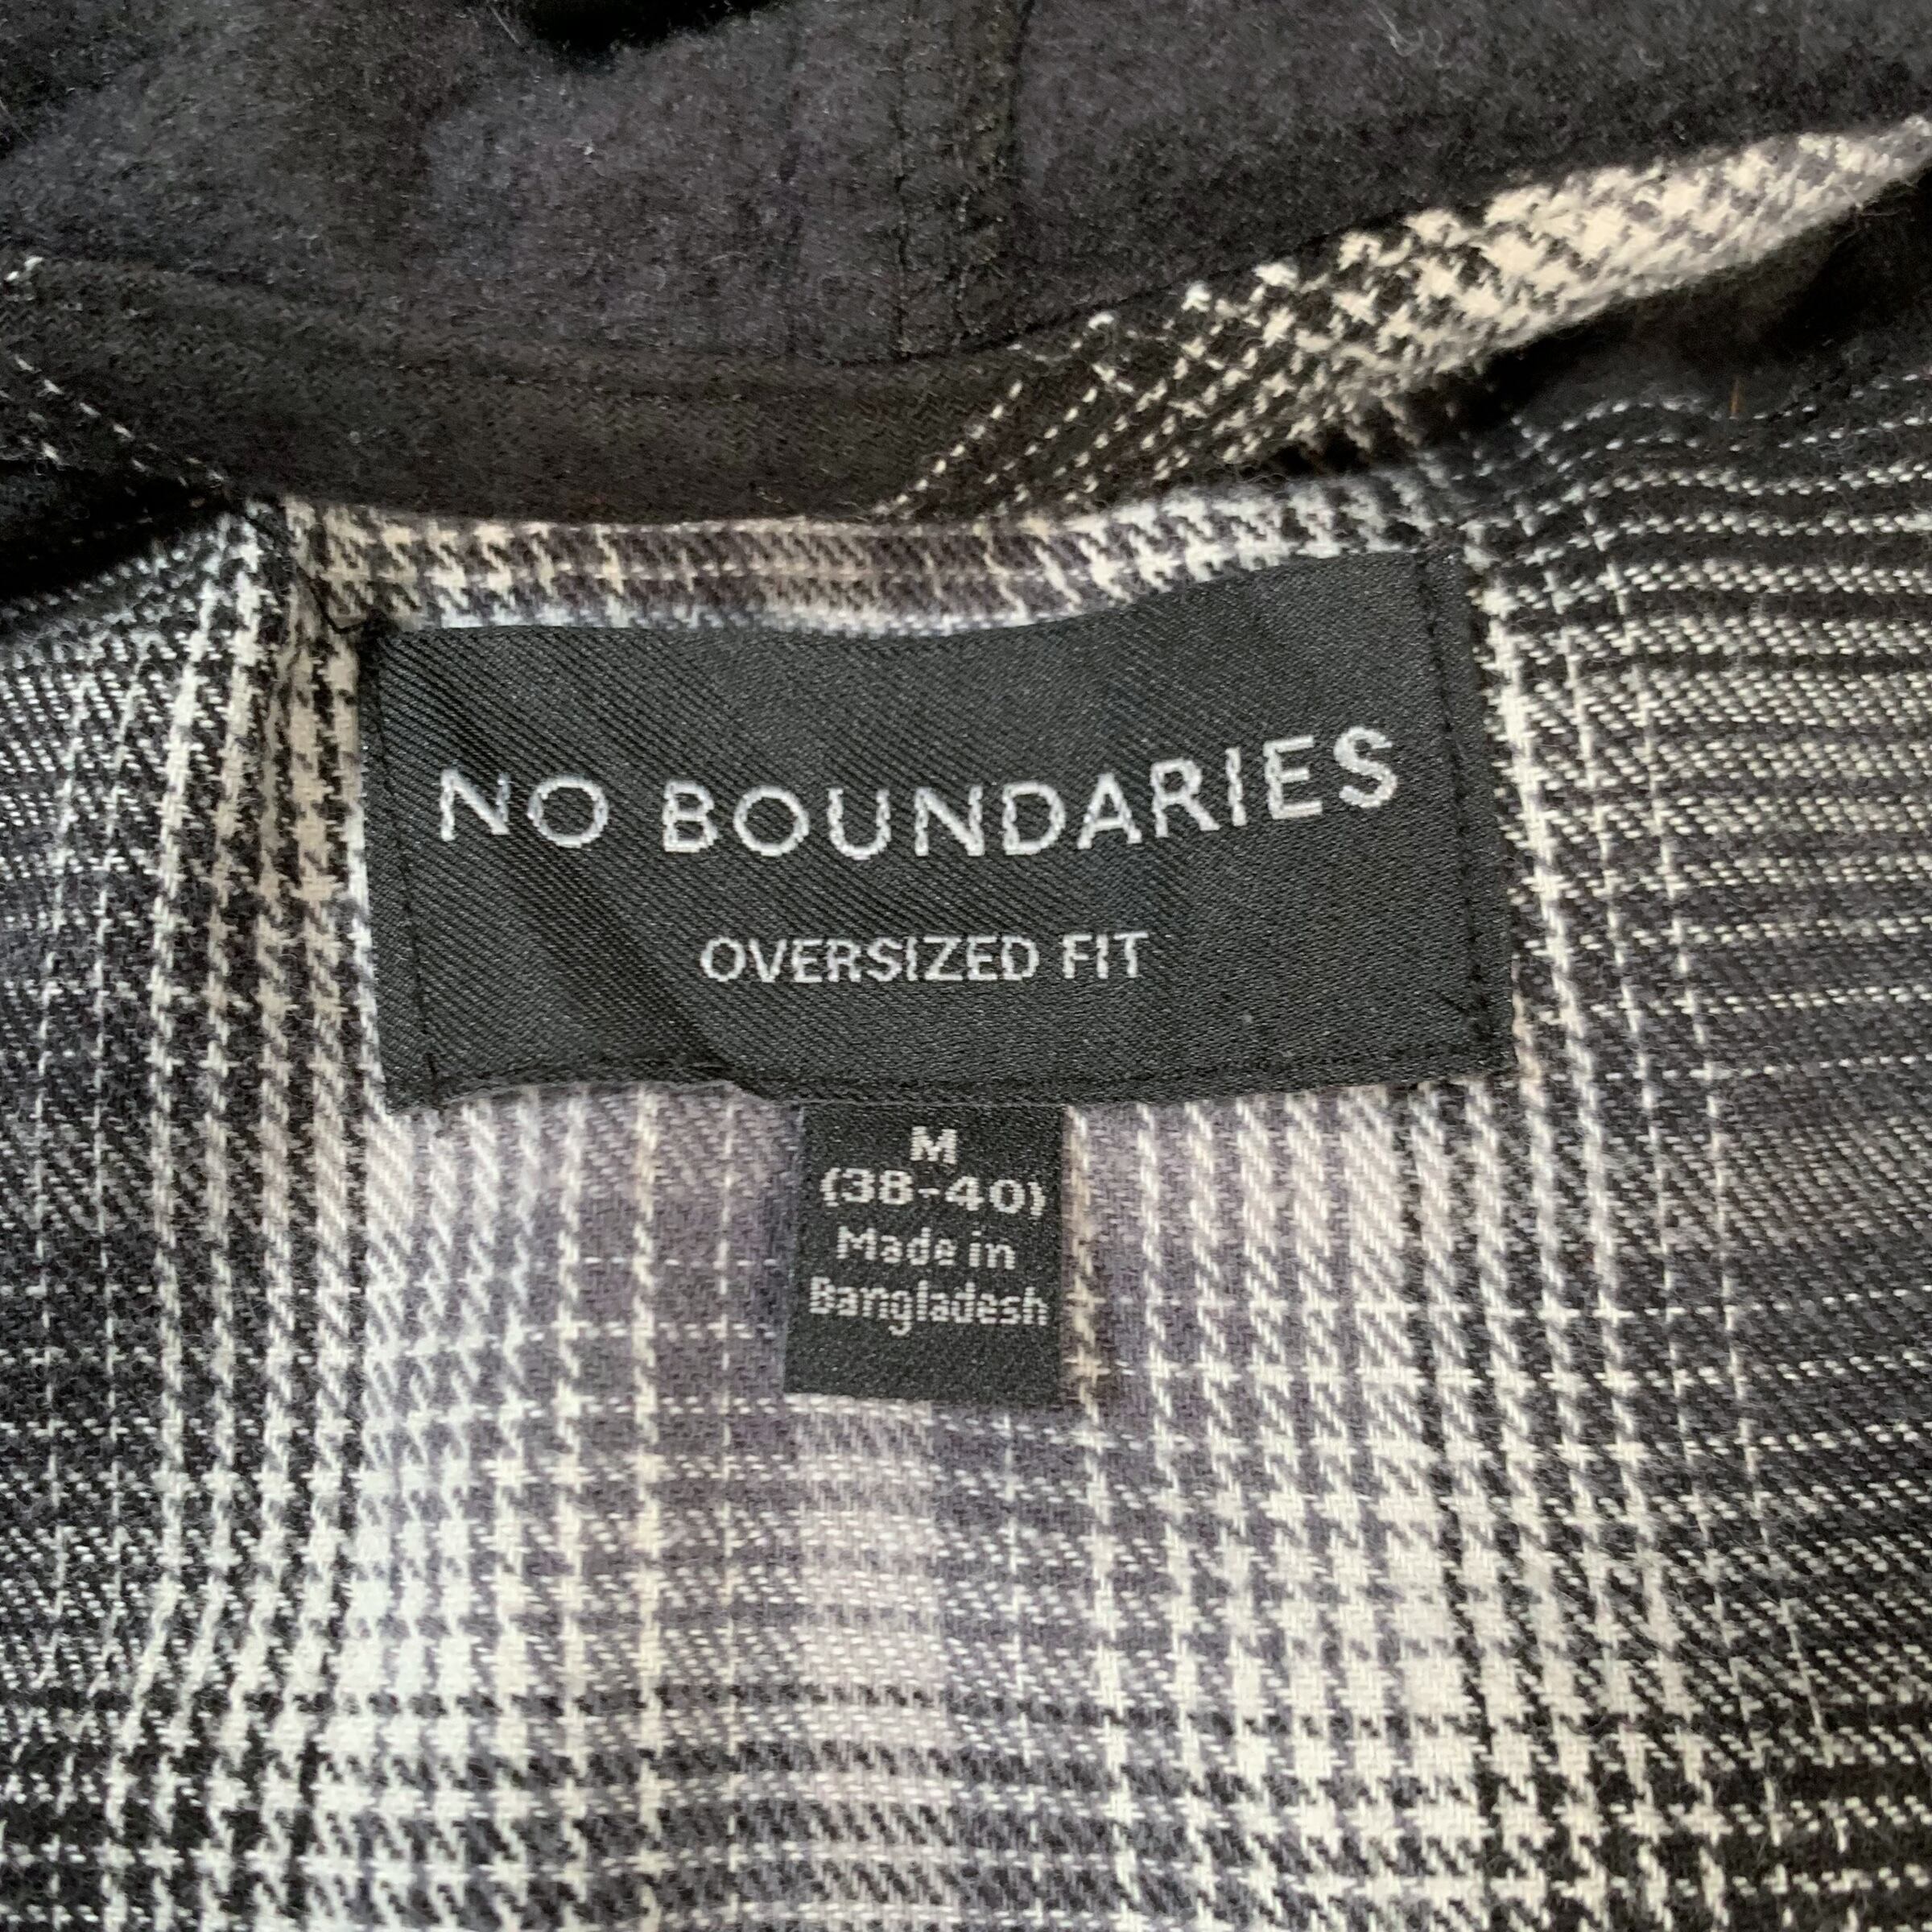 NO BOUNDARIES
OVERSIZED FIT
M
(38-40)
Made in
Bangladesh